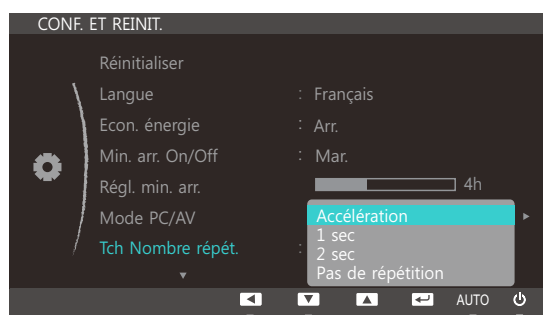 CONF. ET REINIT.
Réinitialiser
Langue : Français
Econ. énergie : Arr.
Min. arr. On/Off : Mar.
Régl. min. arr. 4h
Mode PC/AV
Tch Nombre répét. :
Accélération
1 sec
2 sec
Pas de répétition
AUTO